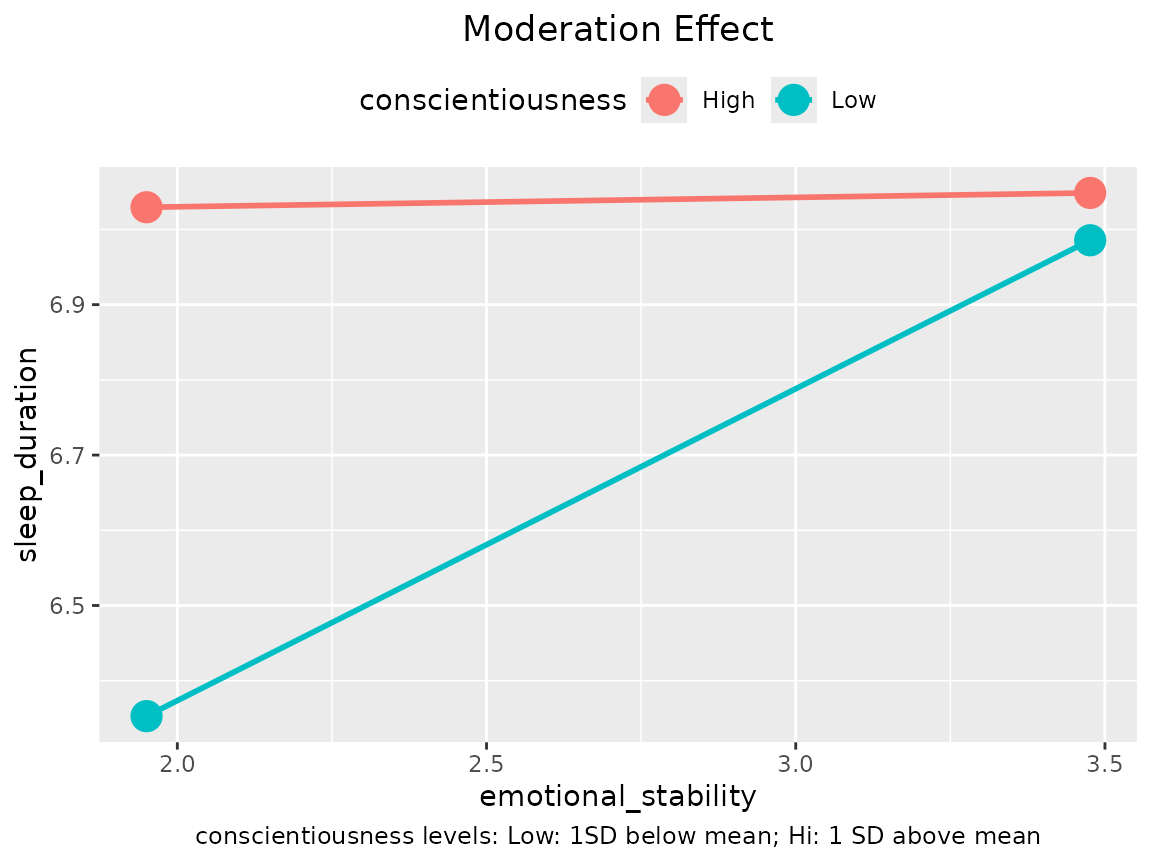 Moderation Effect
conscientiousness High Low
6.9
6.7
6.5
sleep_duration
2.0 2.5 3.0 3.5
emotional_stability
conscientiousness levels: Low: 1SD below mean; Hi: 1 SD above mean